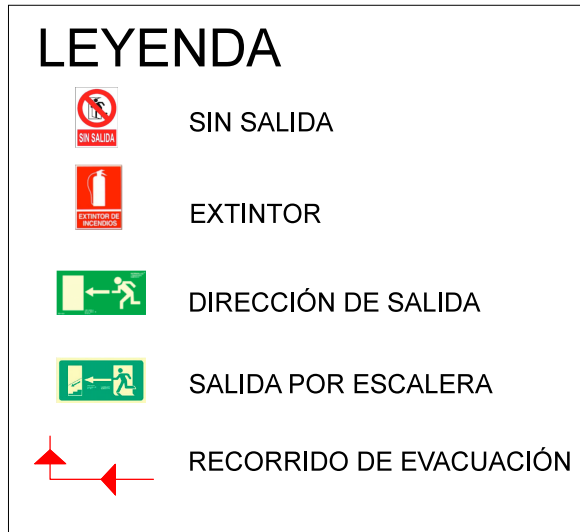 LEYENDA
SIN SALIDA
SIN SALIDA
EXTINTOR DE
INCENDIOS
EXTINTOR
DIRECCIÓN DE SALIDA
SALIDA POR ESCALERA
RECORRIDO DE EVACUACIÓN